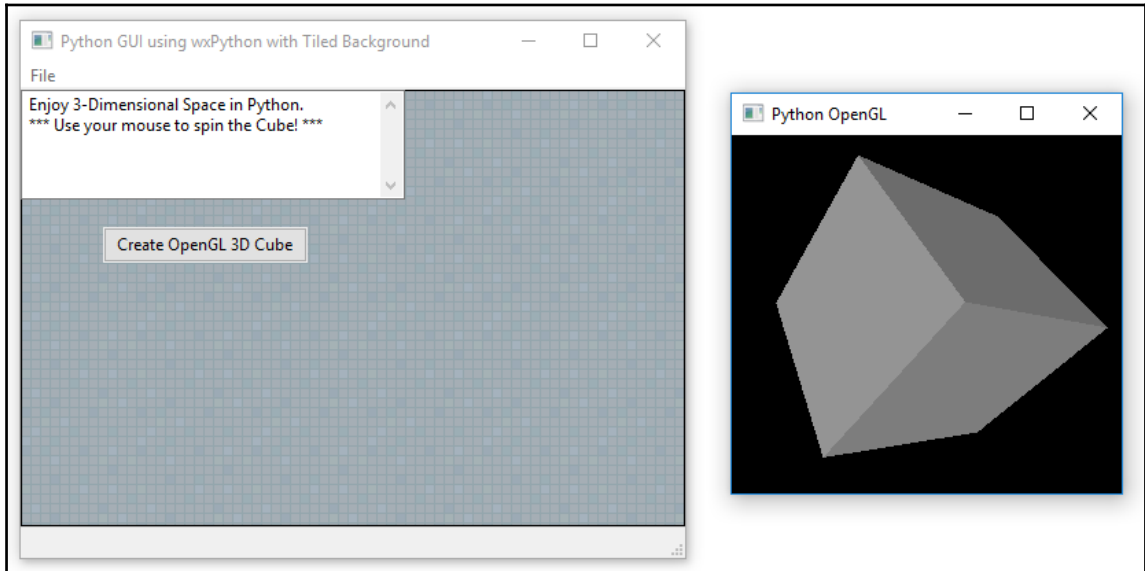 Python GUI using wxPython with Tiled Background
File
Enjoy 3-Dimensional Space in Python.
*** Use your mouse to spin the Cube! ***
Create OpenGL 3D Cube
Python OpenGL